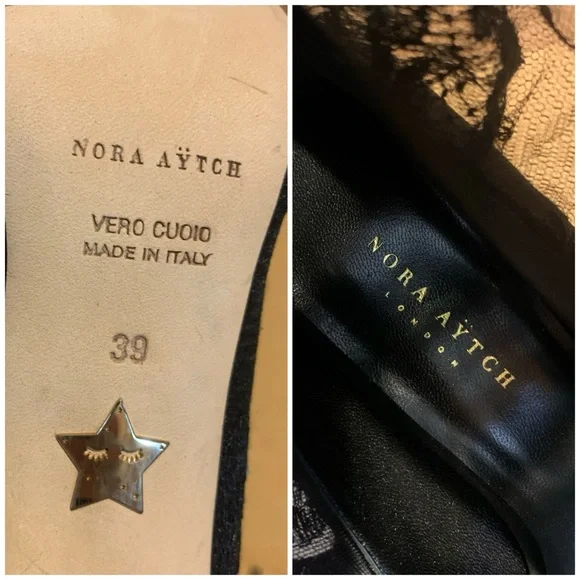 NORA AŸTCH
VERO CUOIO
MADE IN ITALY
39
NORA AŸTCH
LONDON